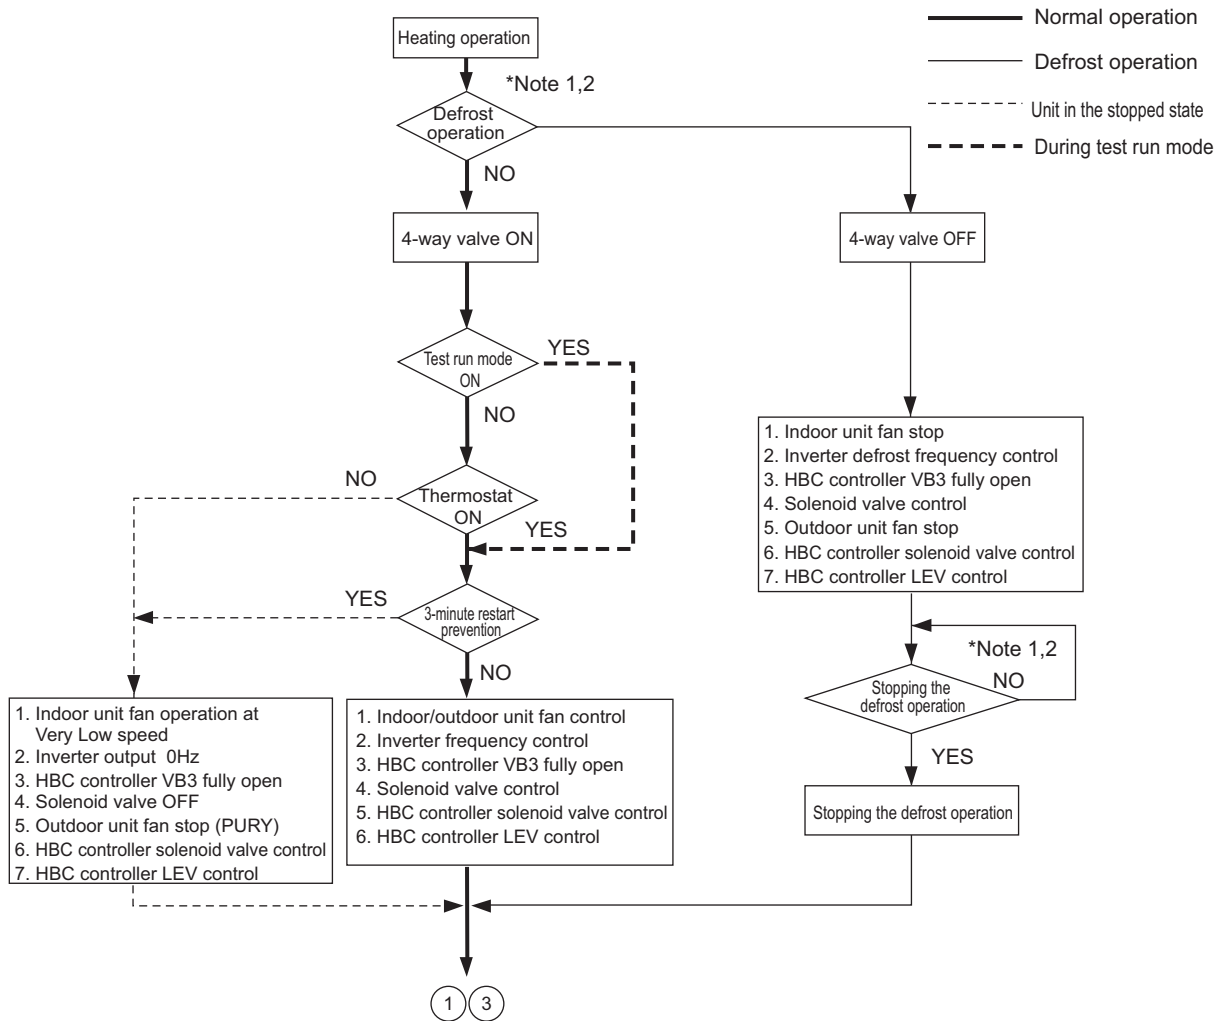 Normal operation
Heating operation
Defrost operation
*Note 1,2
Defrost
operation
Unit in the stopped state
During test run mode
NO
4-way valve ON
4-way valve OFF
YES
Test run mode
ON
NO
1. Indoor unit fan stop
2. Inverter defrost frequency control
3. HBC controller VB3 fully open
4. Solenoid valve control
5. Outdoor unit fan stop
6. HBC controller solenoid valve control
7. HBC controller LEV control
NO
Thermostat
ON
YES
YES
3-minute restart
prevention
NO
*Note 1,2
Stopping the
defrost operation
NO
YES
1. Indoor unit fan operation at
Very Low speed
2. Inverter output 0Hz
3. HBC controller VB3 fully open
4. Solenoid valve OFF
5. Outdoor unit fan stop (PURY)
6. HBC controller solenoid valve control
7. HBC controller LEV control
1. Indoor/outdoor unit fan control
2. Inverter frequency control
3. HBC controller VB3 fully open
4. Solenoid valve control
5. HBC controller solenoid valve control
6. HBC controller LEV control
Stopping the defrost operation
1 3